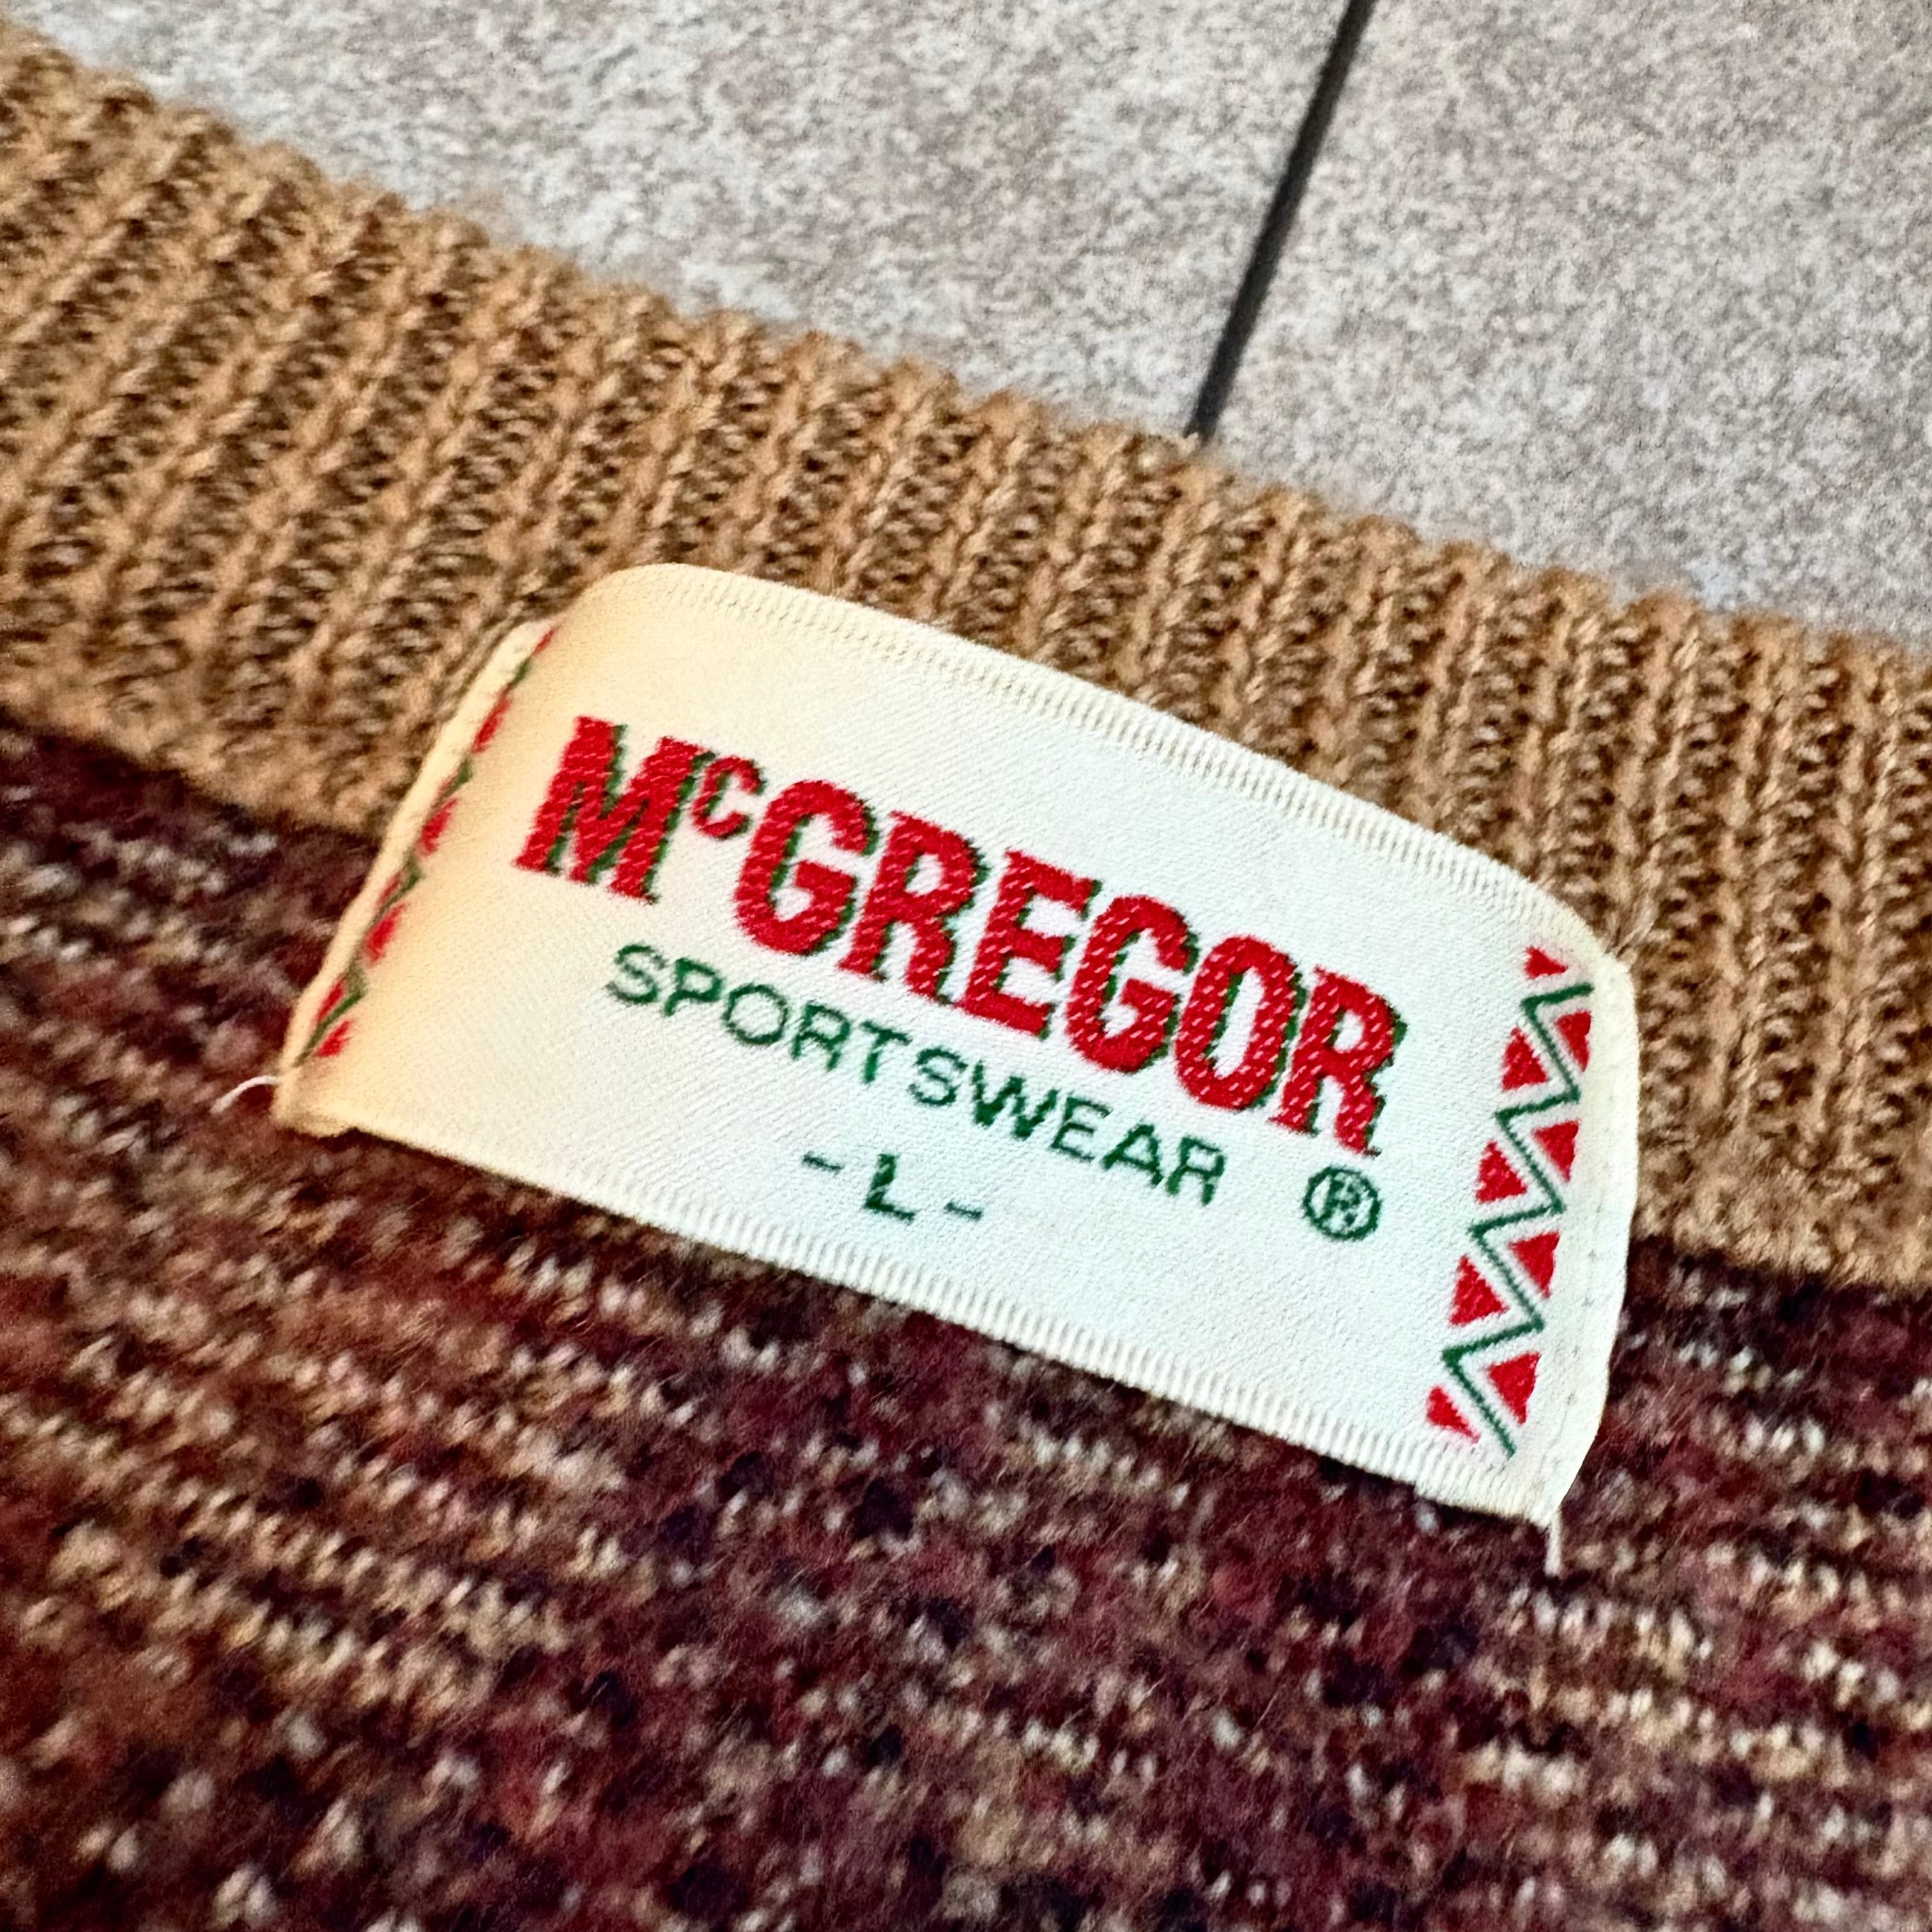 McGREGOR
SPORTSWEAR ®
- L -